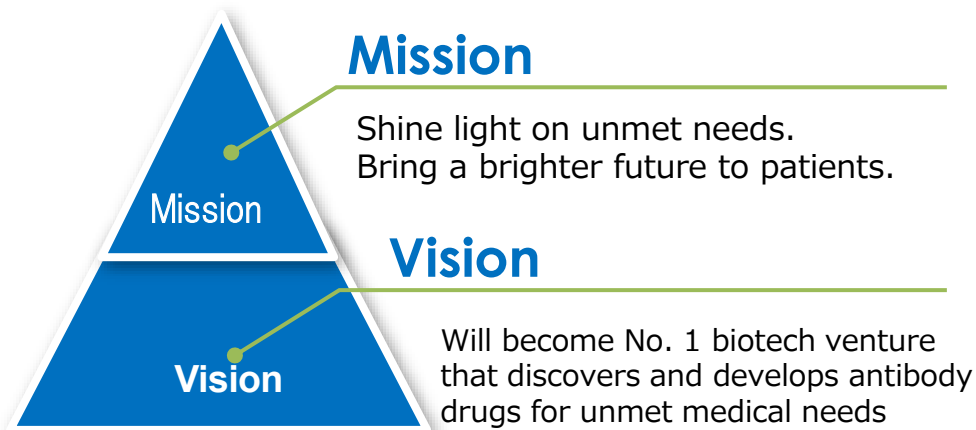 Mission
Shine light on unmet needs.
Bring a brighter future to patients.
Mission
Vision
Will become No. 1 biotech venture
that discovers and develops antibody
drugs for unmet medical needs
Vision